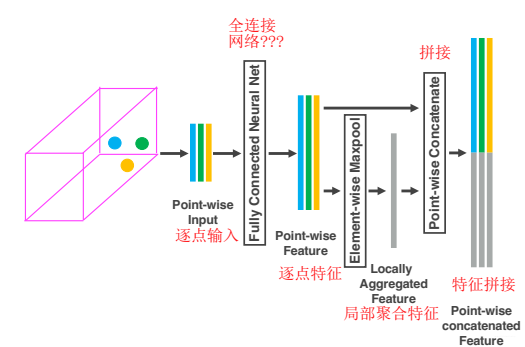 全连接
网络???
拼接
Fully Connected Neural Net
Element-wise Maxpool
Point-wise Concatenate
Point-wise
Input
逐点输入
Point-wise
Feature
逐点特征
Locally
Aggregated
Feature
局部聚合特征
特征拼接
Point-wise
concatenated
Feature